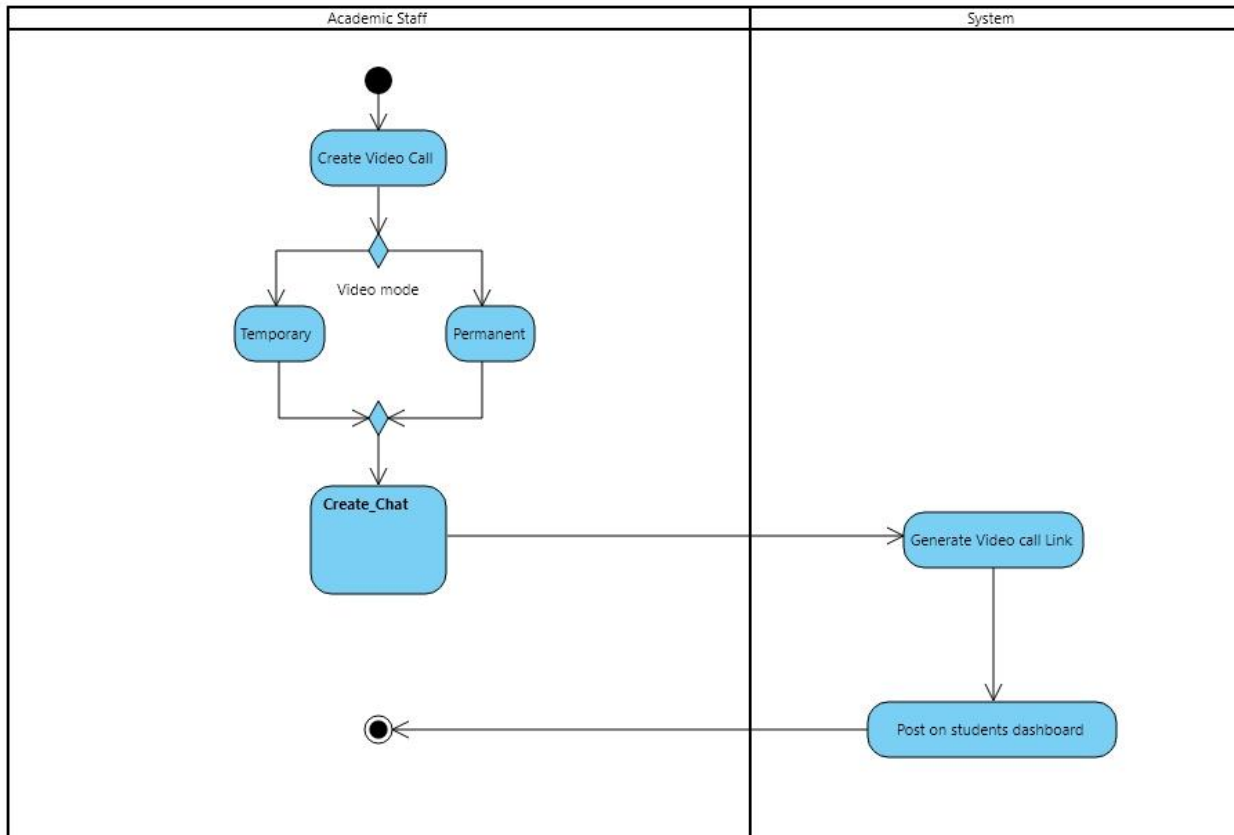 Academic Staff
System
Create Video Call
Video mode
Temporary
Permanent
Create_Chat
Generate Video call Link
Post on students dashboard